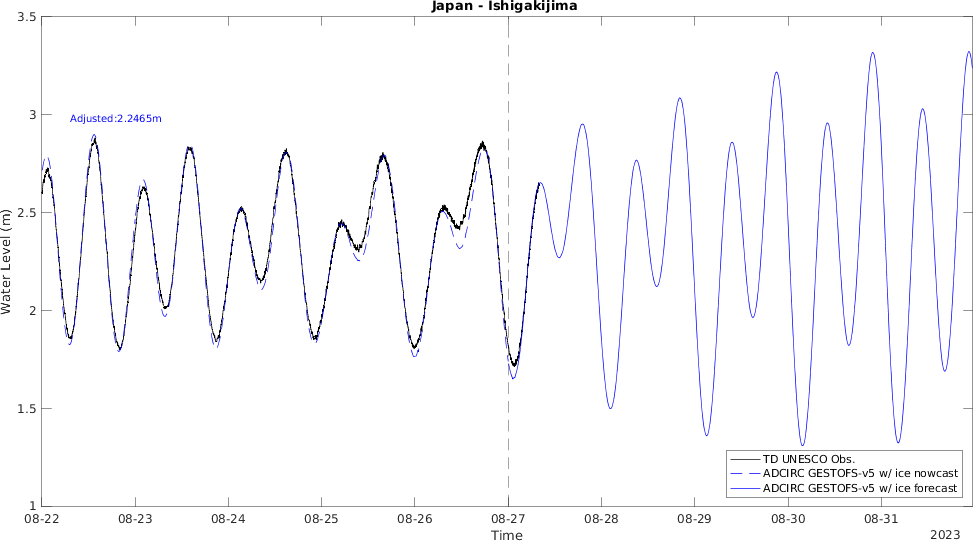 Japan - Ishigakijima
3.5
3
2.5
2
1.5
1
Water Level (m)
Adjusted:2.2465m
TD UNESCO Obs.
ADCIRC GESTOFS-v5 w/ ice nowcast
ADCIRC GESTOFS-v5 w/ ice forecast
08-22 08-23 08-24 08-25 08-26 08-27 08-28 08-29 08-30 08-31
Time
2023